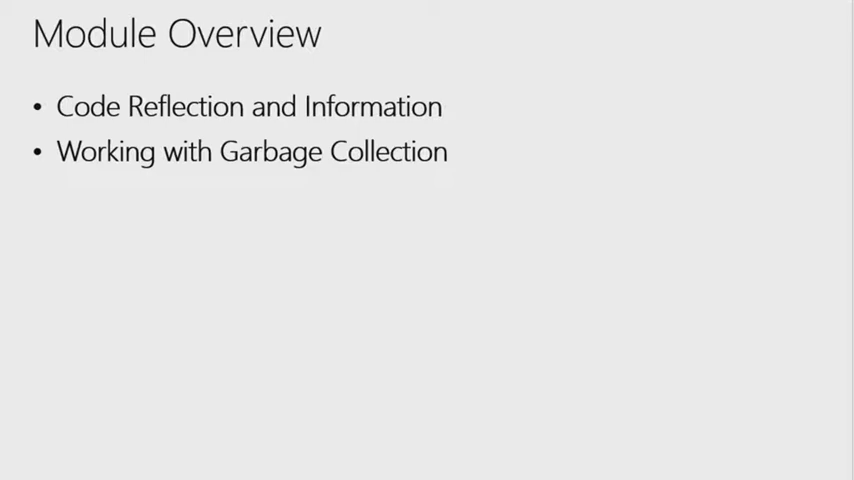 Module Overview
• Code Reflection and Information
• Working with Garbage Collection